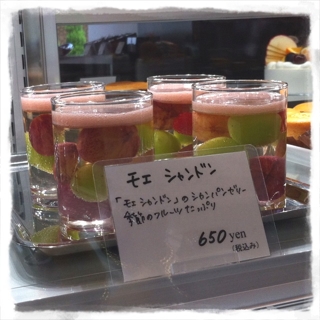 モエ シャンドン
「モエ シャンドン」のシャンパンゼリー
季節のフルーツたっぷり
650yen
(税込み)